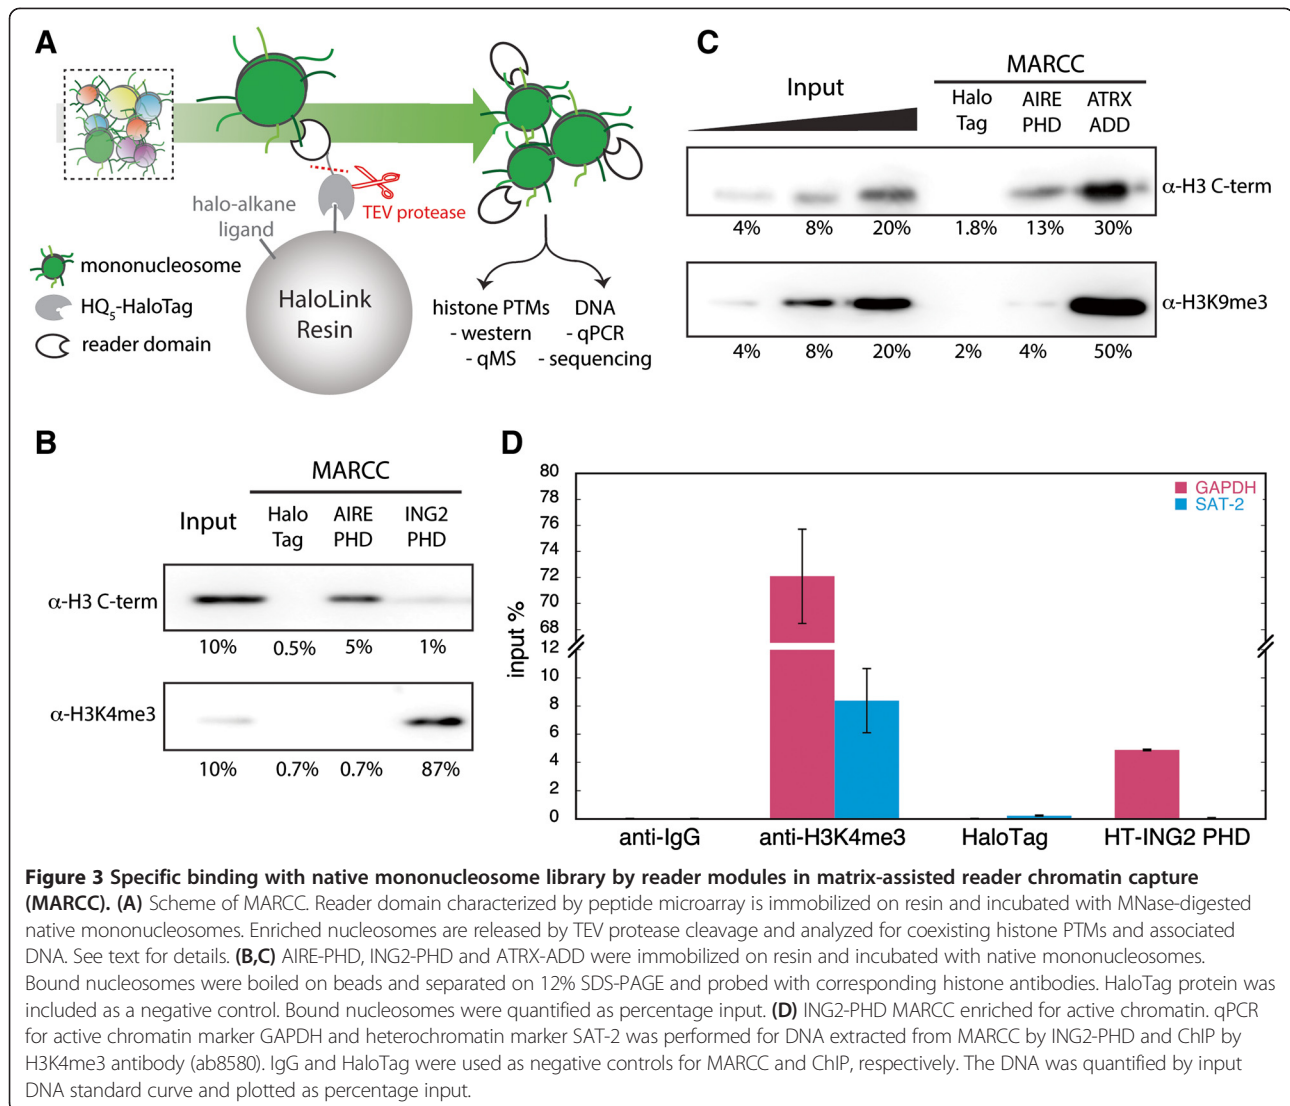 A
halo-alkane
ligand
TEV protease
mononucleosome
HQ5-HaloTag
reader domain
HaloLink
Resin
histone PTMs
- western
- qMS
DNA
- qPCR
- sequencing
C
Input
MARCC
Halo
Tag
AIRE
PHD
ATRX
ADD
α-H3 C-term
4% 8% 20% 1.8% 13% 30%
α-H3K9me3
4% 8% 20% 2% 4% 50%
B
MARCC
Input
Halo
Tag
AIRE
PHD
ING2
PHD
α-H3 C-term
10% 0.5% 5% 1%
α-H3K4me3
10% 0.7% 0.7% 87%
D
80
78
76
74
72
70
68
12
10
8
6
4
2
0
input %
GAPDH
SAT-2
anti-IgG anti-H3K4me3 HaloTag HT-ING2 PHD
Figure 3 Specific binding with native mononucleosome library by reader modules in matrix-assisted reader chromatin capture
(MARCC). (A) Scheme of MARCC. Reader domain characterized by peptide microarray is immobilized on resin and incubated with MNase-digested
native mononucleosomes. Enriched nucleosomes are released by TEV protease cleavage and analyzed for coexisting histone PTMs and associated
DNA. See text for details. (B,C) AIRE-PHD, ING2-PHD and ATRX-ADD were immobilized on resin and incubated with native mononucleosomes.
Bound nucleosomes were boiled on beads and separated on 12% SDS-PAGE and probed with corresponding histone antibodies. HaloTag protein was
included as a negative control. Bound nucleosomes were quantified as percentage input. (D) ING2-PHD MARCC enriched for active chromatin. qPCR
for active chromatin marker GAPDH and heterochromatin marker SAT-2 was performed for DNA extracted from MARCC by ING2-PHD and ChIP by
H3K4me3 antibody (ab8580). IgG and HaloTag were used as negative controls for MARCC and ChIP, respectively. The DNA was quantified by input
DNA standard curve and plotted as percentage input.